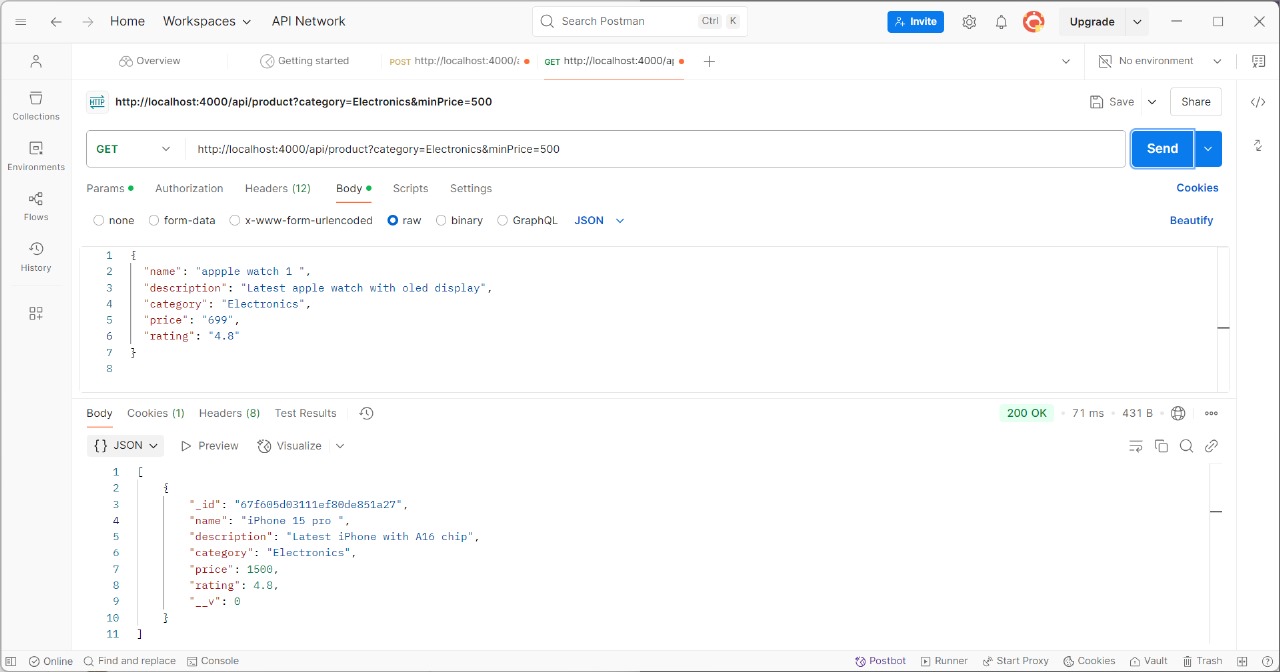 Home Workspaces API Network Search Postman Ctrl K Invite Upgrade
Overview Getting started POST http://localhost:4000/a GET http://localhost:4000/ap No environment
HTTP http://localhost:4000/api/product?category=Electronics&minPrice=500 Save Share
Collections
GET http://localhost:4000/api/product?category=Electronics&minPrice=500 Send
Environments
Params Authorization Headers (12) Body Scripts Settings Cookies
Flows
none form-data x-www-form-urlencoded raw binary GraphQL JSON Beautify
History
1 {
2 "name": "appple watch 1 ",
3 "description": "Latest apple watch with oled display",
4 "category": "Electronics",
5 "price": "699",
6 "rating": "4.8"
7 }
8
Body Cookies (1) Headers (8) Test Results 200 OK • 71 ms • 431 B •
{} JSON Preview Visualize
1 [
2 {
3 "_id": "67f605d03111ef80de851a27",
4 "name": "iPhone 15 pro ",
5 "description": "Latest iPhone with A16 chip",
6 "category": "Electronics",
7 "price": 1500,
8 "rating": 4.8,
9 "__v": 0
10 }
11 ]
Online Find and replace Console Postbot Runner Start Proxy Cookies Vault Trash